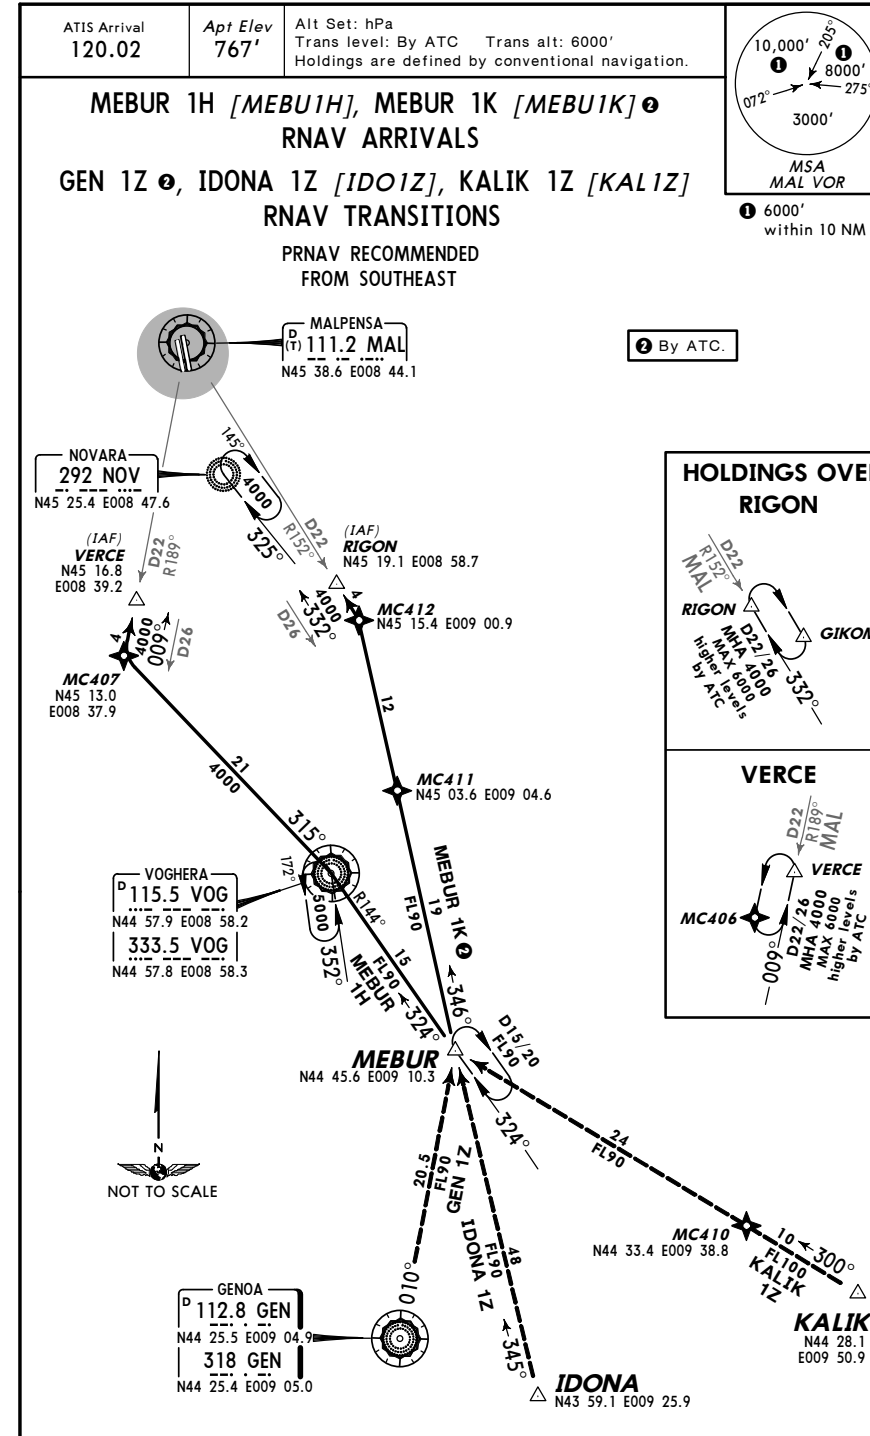 ATIS Arrival
120.02
Apt Elev
767'
Alt Set: hPa
Trans level: By ATC Trans alt: 6000'
Holdings are defined by conventional navigation.
10,000'
❶
205°
❶
8000'
275°
072°
3000'
MSA
MAL VOR
❶ 6000'
within 10 NM
MEBUR 1H [MEBU1H], MEBUR 1K [MEBU1K] ❷
RNAV ARRIVALS
GEN 1Z ❷, IDONA 1Z [IDO1Z], KALIK 1Z [KAL1Z]
RNAV TRANSITIONS
PRNAV RECOMMENDED
FROM SOUTHEAST
❷ By ATC.
MALPENSA
D
(T) 111.2 MAL
N45 38.6 E008 44.1
NOVARA
292 NOV
N45 25.4 E008 47.6
145°
4000
325°
D22
R152°
D22
R189°
(IAF)
VERCE
N45 16.8
E008 39.2
(IAF)
RIGON
N45 19.1 E008 58.7
4
4000
332°
D26
MC412
N45 15.4 E009 00.9
4
4000
009°
D26
MC407
N45 13.0
E008 37.9
12
MC411
N45 03.6 E009 04.6
21
4000
315°
VOGHERA
D 115.5 VOG
N44 57.9 E008 58.2
333.5 VOG
N44 57.8 E008 58.3
172°
5000
352°
R144°
15
FL90
MEBUR
1H
324°
MEBUR 1K ❷
19
FL90
346°
D15/20
FL90
324°
MEBUR
N44 45.6 E009 10.3
N
NOT TO SCALE
20.5
FL90
GEN 1Z
010°
48
FL90
IDONA 1Z
345°
24
FL90
MC410
N44 33.4 E009 38.8
10
FL100
KALIK
1Z
300°
KALIK
N44 28.1
E009 50.9
GENOA
D 112.8 GEN
N44 25.5 E009 04.9
318 GEN
N44 25.4 E009 05.0
IDONA
N43 59.1 E009 25.9
HOLDINGS OVE
RIGON
D22
R152°
MAL
RIGON
GIKOM
D22/26
MHA 4000
MAX 6000
higher levels
by ATC
332°
VERCE
D22
R189°
MAL
VERCE
MC406
D22/26
MHA 4000
MAX 6000
higher levels
by ATC
009°